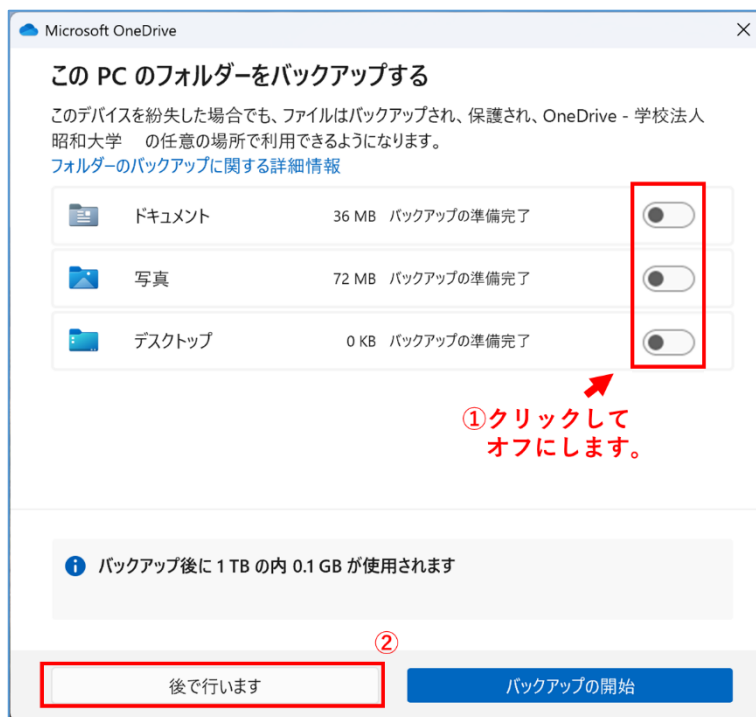 Microsoft OneDrive
この PC のフォルダーをバックアップする
このデバイスを紛失した場合でも、ファイルはバックアップされ、保護され、OneDrive - 学校法人
昭和大学　の任意の場所で利用できるようになります。
フォルダーのバックアップに関する詳細情報
ドキュメント 36 MB バックアップの準備完了
写真 72 MB バックアップの準備完了
デスクトップ 0 KB バックアップの準備完了
①クリックして
オフにします。
バックアップ後に 1 TB の内 0.1 GB が使用されます
②
後で行います バックアップの開始